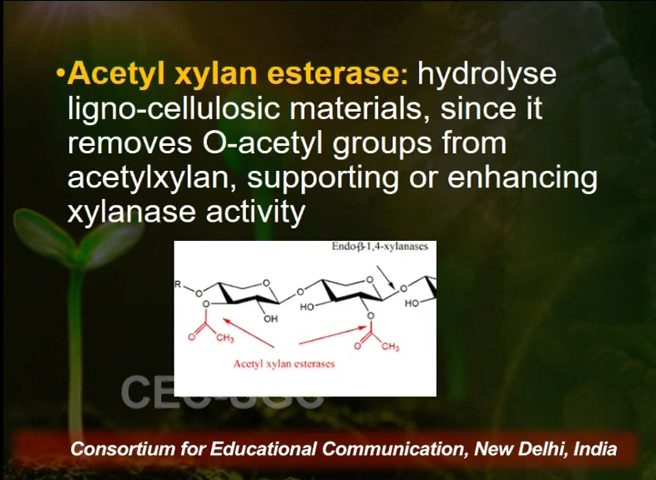 •Acetyl xylan esterase: hydrolyse
ligno-cellulosic materials, since it
removes O-acetyl groups from
acetylxylan, supporting or enhancing
xylanase activity
Endo-β-1,4-xylanases
R
O
O
O
O
O
O
OH
HO
O
HO
O
CH₃
O
CH₃
Acetyl xylan esterases
CEC-UGC
Consortium for Educational Communication, New Delhi, India